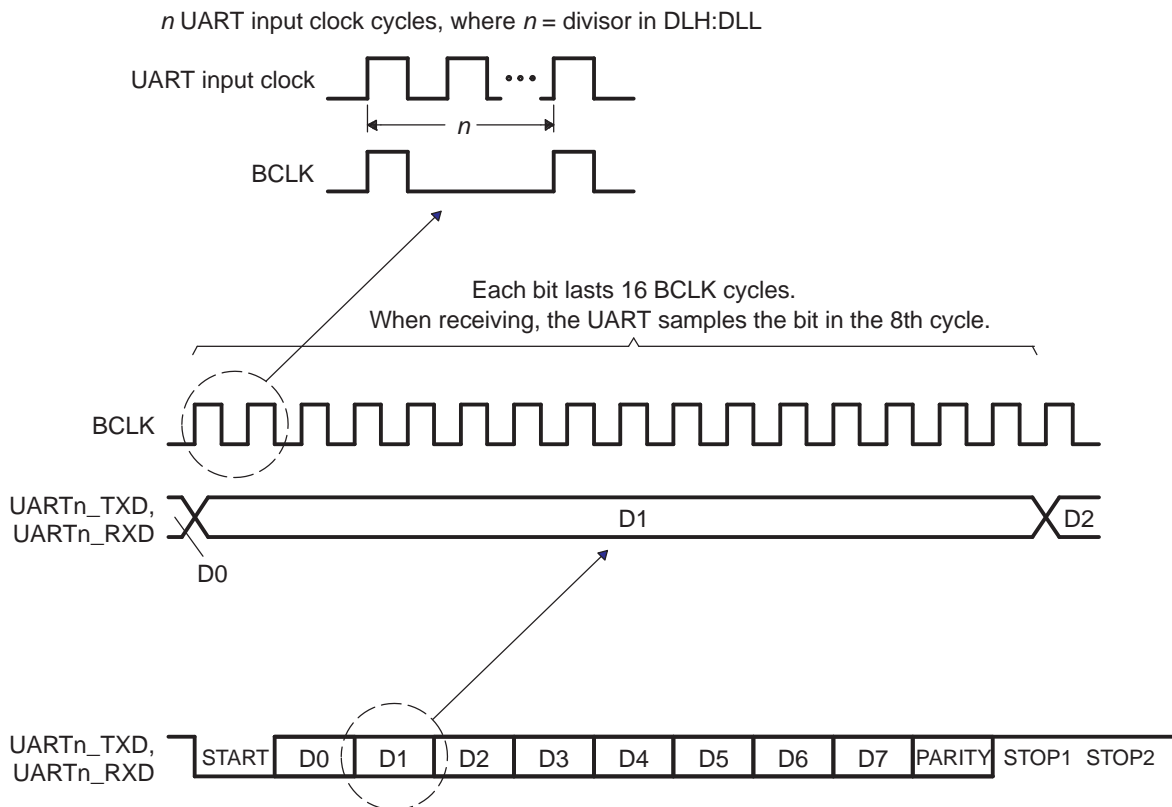 n UART input clock cycles, where n = divisor in DLH:DLL
UART input clock
n
BCLK
Each bit lasts 16 BCLK cycles.
When receiving, the UART samples the bit in the 8th cycle.
BCLK
UARTn_TXD,
UARTn_RXD
D1
D2
D0
UARTn_TXD,
UARTn_RXD
START D0 D1 D2 D3 D4 D5 D6 D7 PARITY STOP1 STOP2